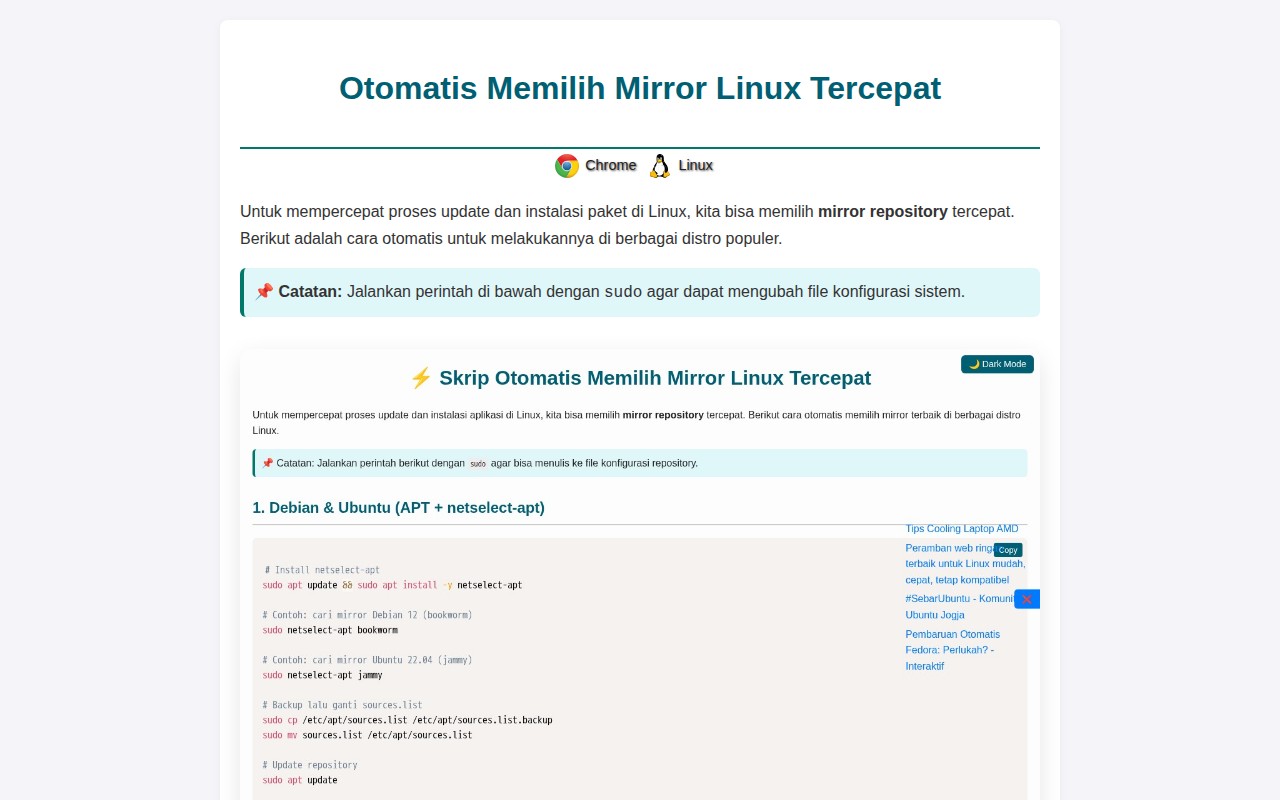 Otomatis Memilih Mirror Linux Tercepat
Chrome Linux
Untuk mempercepat proses update dan instalasi paket di Linux, kita bisa memilih mirror repository tercepat.
Berikut adalah cara otomatis untuk melakukannya di berbagai distro populer.
📌 Catatan: Jalankan perintah di bawah dengan sudo agar dapat mengubah file konfigurasi sistem.
🌙 Dark Mode
⚡ Skrip Otomatis Memilih Mirror Linux Tercepat
Untuk mempercepat proses update dan instalasi aplikasi di Linux, kita bisa memilih mirror repository tercepat. Berikut cara otomatis memilih mirror terbaik di berbagai distro
Linux.
📌 Catatan: Jalankan perintah berikut dengan sudo agar bisa menulis ke file konfigurasi repository.
1. Debian & Ubuntu (APT + netselect-apt)
Copy
# Install netselect-apt
sudo apt update && sudo apt install -y netselect-apt
# Contoh: cari mirror Debian 12 (bookworm)
sudo netselect-apt bookworm
# Contoh: cari mirror Ubuntu 22.04 (jammy)
sudo netselect-apt jammy
# Backup lalu ganti sources.list
sudo cp /etc/apt/sources.list /etc/apt/sources.list.backup
sudo mv sources.list /etc/apt/sources.list
# Update repository
sudo apt update
Tips Cooling Laptop AMD
Peramban web
terbaik untuk Linux mudah,
cepat, tetap kompatibel
#SebarUbuntu -
Ubuntu Jogja
Pembaruan Otomatis
Fedora: Perlukah? -
Interaktif